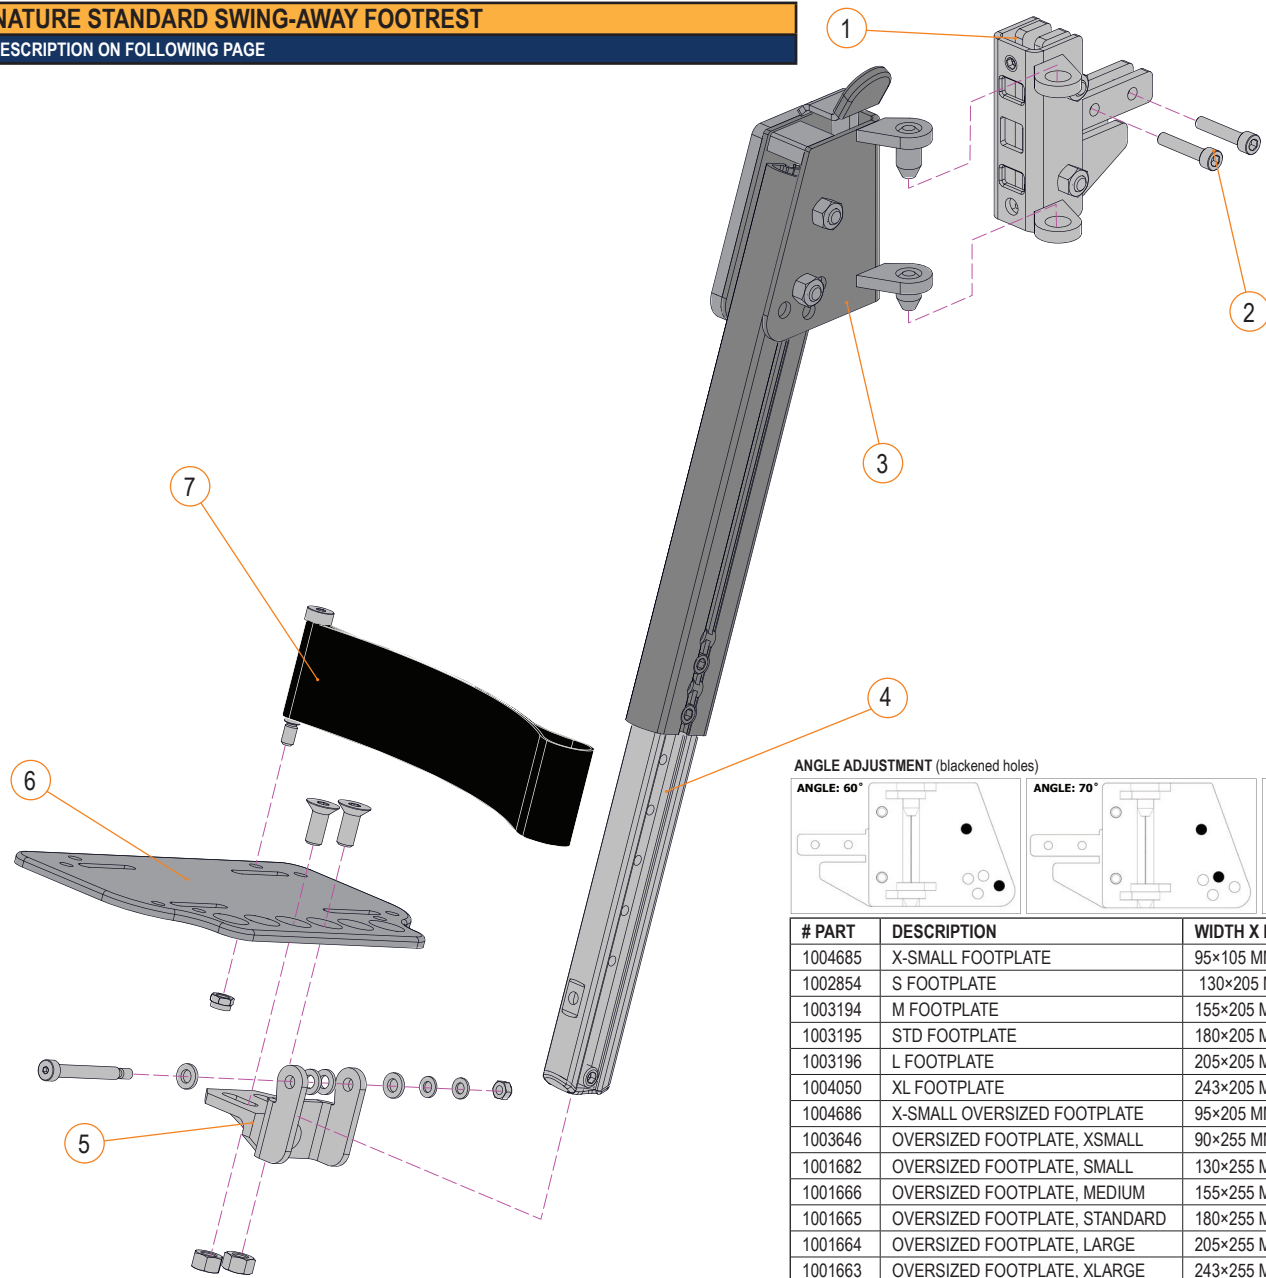 NATURE STANDARD SWING-AWAY FOOTREST
ESCRIPTION ON FOLLOWING PAGE
1
2
3
7
4
6
5
ANGLE ADJUSTMENT (blackened holes)
ANGLE: 60°
ANGLE: 70°
# PART DESCRIPTION WIDTH X
1004685 X-SMALL FOOTPLATE 95×105 M
1002854 S FOOTPLATE 130×205
1003194 M FOOTPLATE 155×205 M
1003195 STD FOOTPLATE 180×205 M
1003196 L FOOTPLATE 205×205 M
1004050 XL FOOTPLATE 243×205 M
1004686 X-SMALL OVERSIZED FOOTPLATE 95×205 M
1003646 OVERSIZED FOOTPLATE, XSMALL 90×255 M
1001682 OVERSIZED FOOTPLATE, SMALL 130×255 M
1001666 OVERSIZED FOOTPLATE, MEDIUM 155×255 M
1001665 OVERSIZED FOOTPLATE, STANDARD 180×255 M
1001664 OVERSIZED FOOTPLATE, LARGE 205×255 M
1001663 OVERSIZED FOOTPLATE, XLARGE 243×255 M